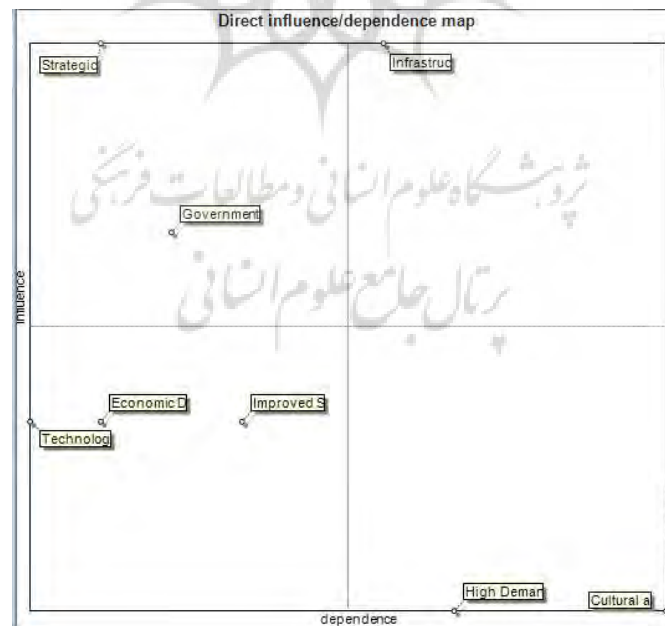 Direct influence/dependence map
Strategic
Infrastruc
پژوهشگاه علوم انسانی و مطالعات فرهنگی
Government
پرتال جامع علوم انسانی
influence
Economic D
Improved S
Technolog
High Deman
Cultural a
dependence